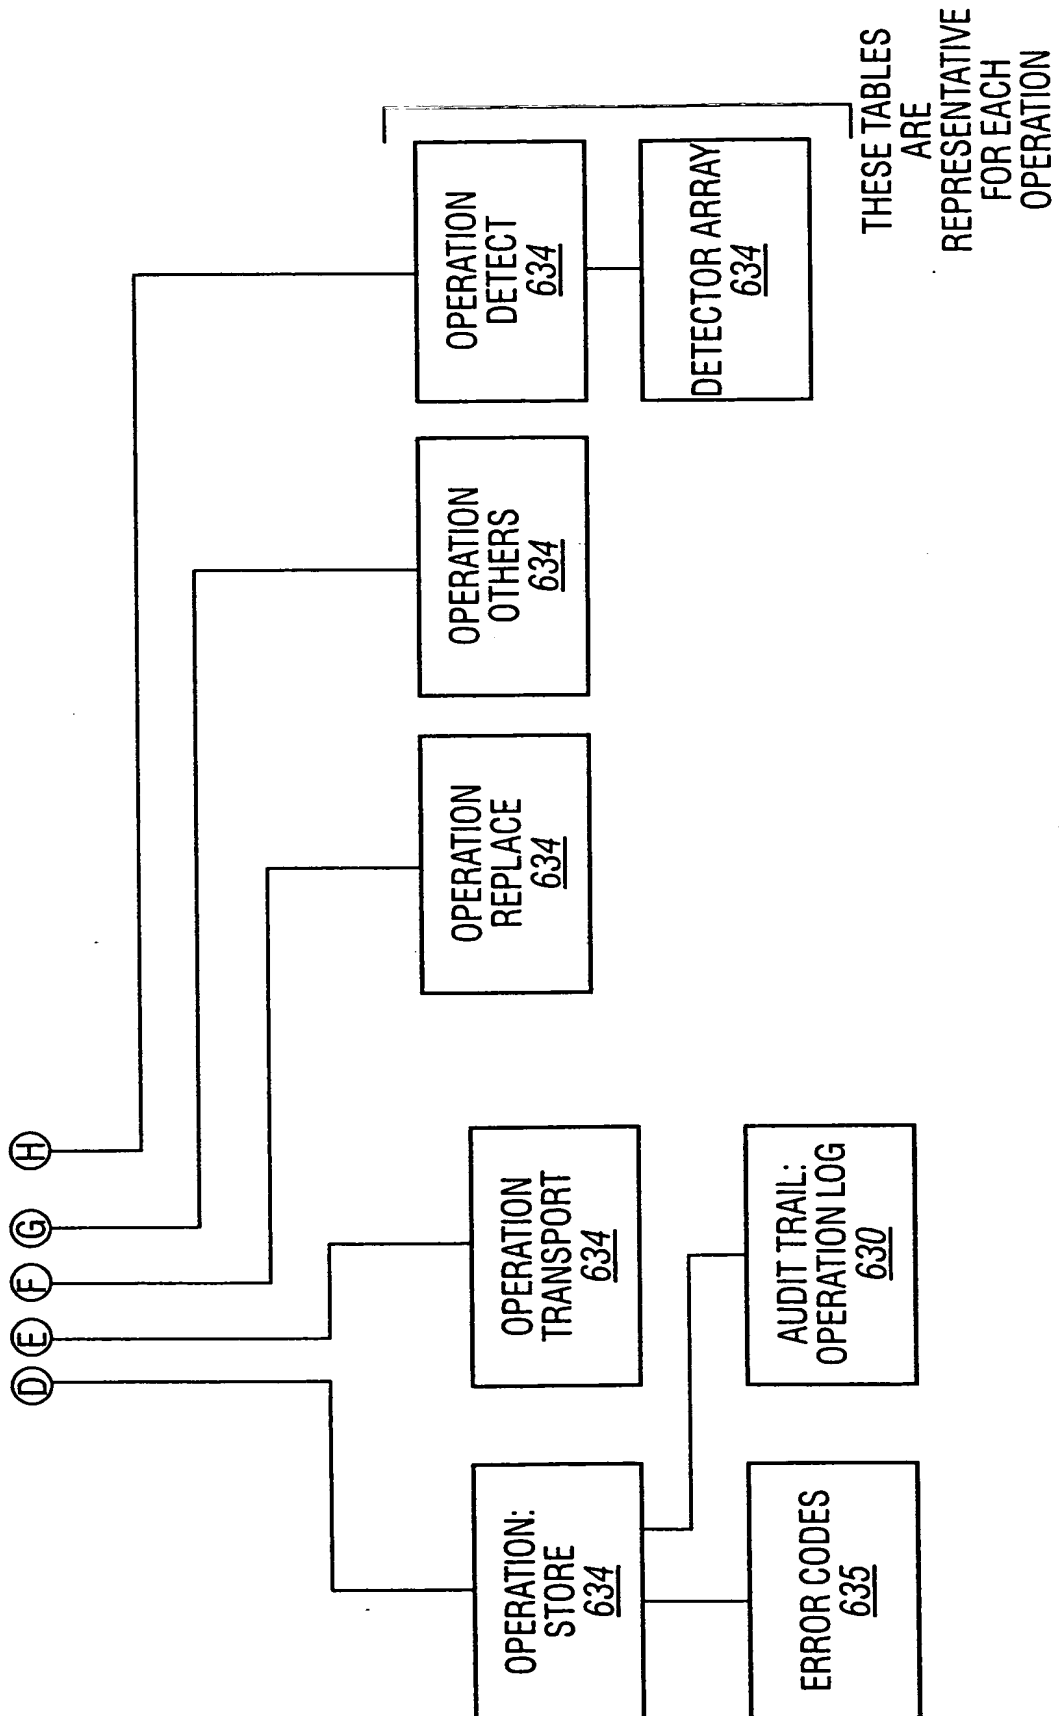 D
E
F
G
H
OPERATION:
STORE
634
OPERATION
TRANSPORT
634
OPERATION
REPLACE
634
OPERATION
OTHERS
634
OPERATION
DETECT
634
ERROR CODES
635
AUDIT TRAIL:
OPERATION LOG
630
DETECTOR ARRAY
634
THESE TABLES
ARE
REPRESENTATIVE
FOR EACH
OPERATION